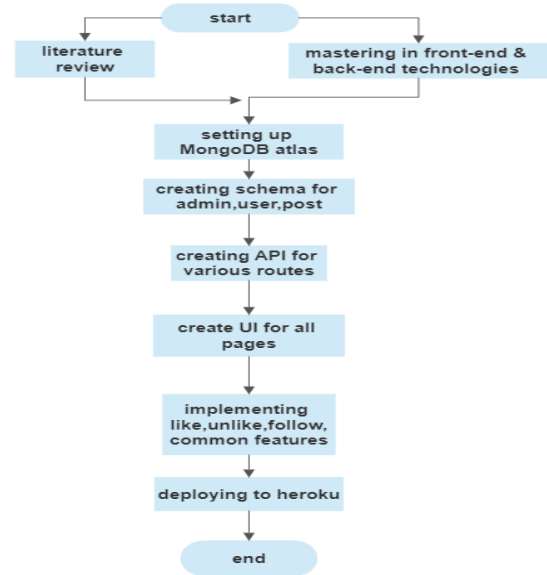 start
literature
review
mastering in front-end &
back-end technologies
setting up
MongoDB atlas
creating schema for
admin,user,post
creating API for
various routes
create UI for all
pages
implementing
like,unlike,follow,
common features
deploying to heroku
end